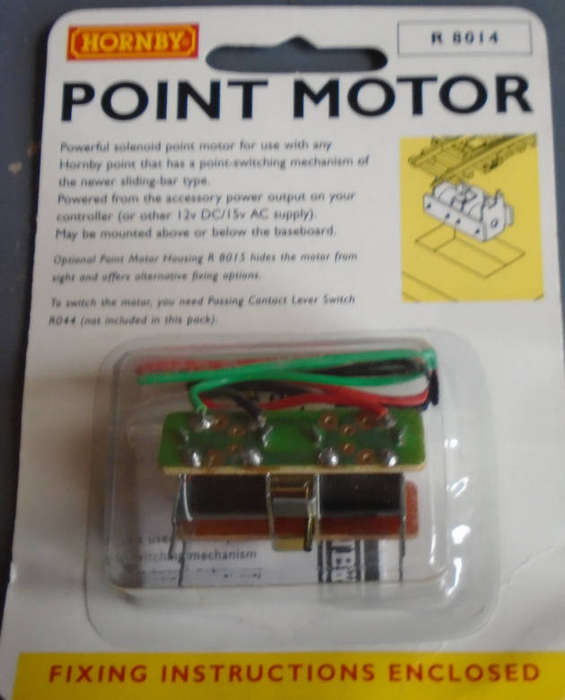 HORNBY
R 8014
POINT MOTOR
Powerful solenoid point motor for use with any
Hornby point that has a point-switching mechanism of
the newer sliding-bar type.
Powered from the accessory power output on your
controller (or other 12v DC/15v AC supply).
May be mounted above or below the baseboard.
Optional Point Motor Housing R 8015 hides the motor from
sight and offers alternative fixing options.
To switch the motor, you need Passing Contact Lever Switch
R044 (not included in this pack).
use
mechanism
FIXING INSTRUCTIONS ENCLOSED